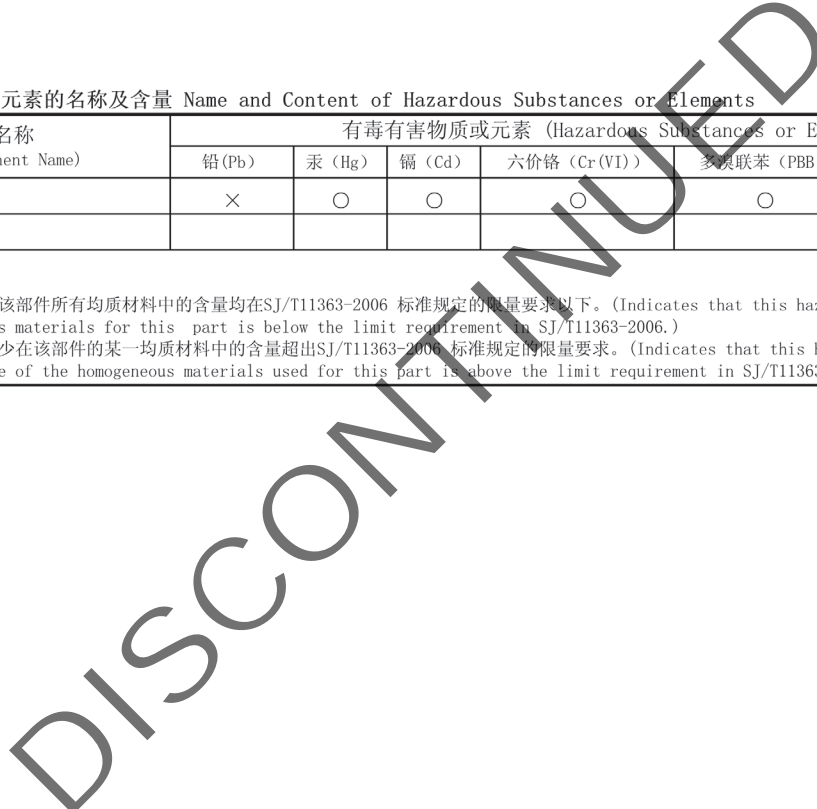 元素的名称及含量 Name and Content of Hazardous Substances or Elements
名称 有毒有害物质或元素 (Hazardous Substances or E
nent Name) 铅(Pb) 汞（Hg） 镉（Cd） 六价铬（Cr(VI)） 多溴联苯（PBB
× ○ ○ ○ ○
该部件所有均质材料中的含量均在SJ/T11363-2006 标准规定的限量要求以下。(Indicates that this haz
s materials for this part is below the limit requirement in SJ/T11363-2006.)
少在该部件的某一均质材料中的含量超出SJ/T11363-2006 标准规定的限量要求。(Indicates that this h
e of the homogeneous materials used for this part is above the limit requirement in SJ/T11363
DISCONTINUED